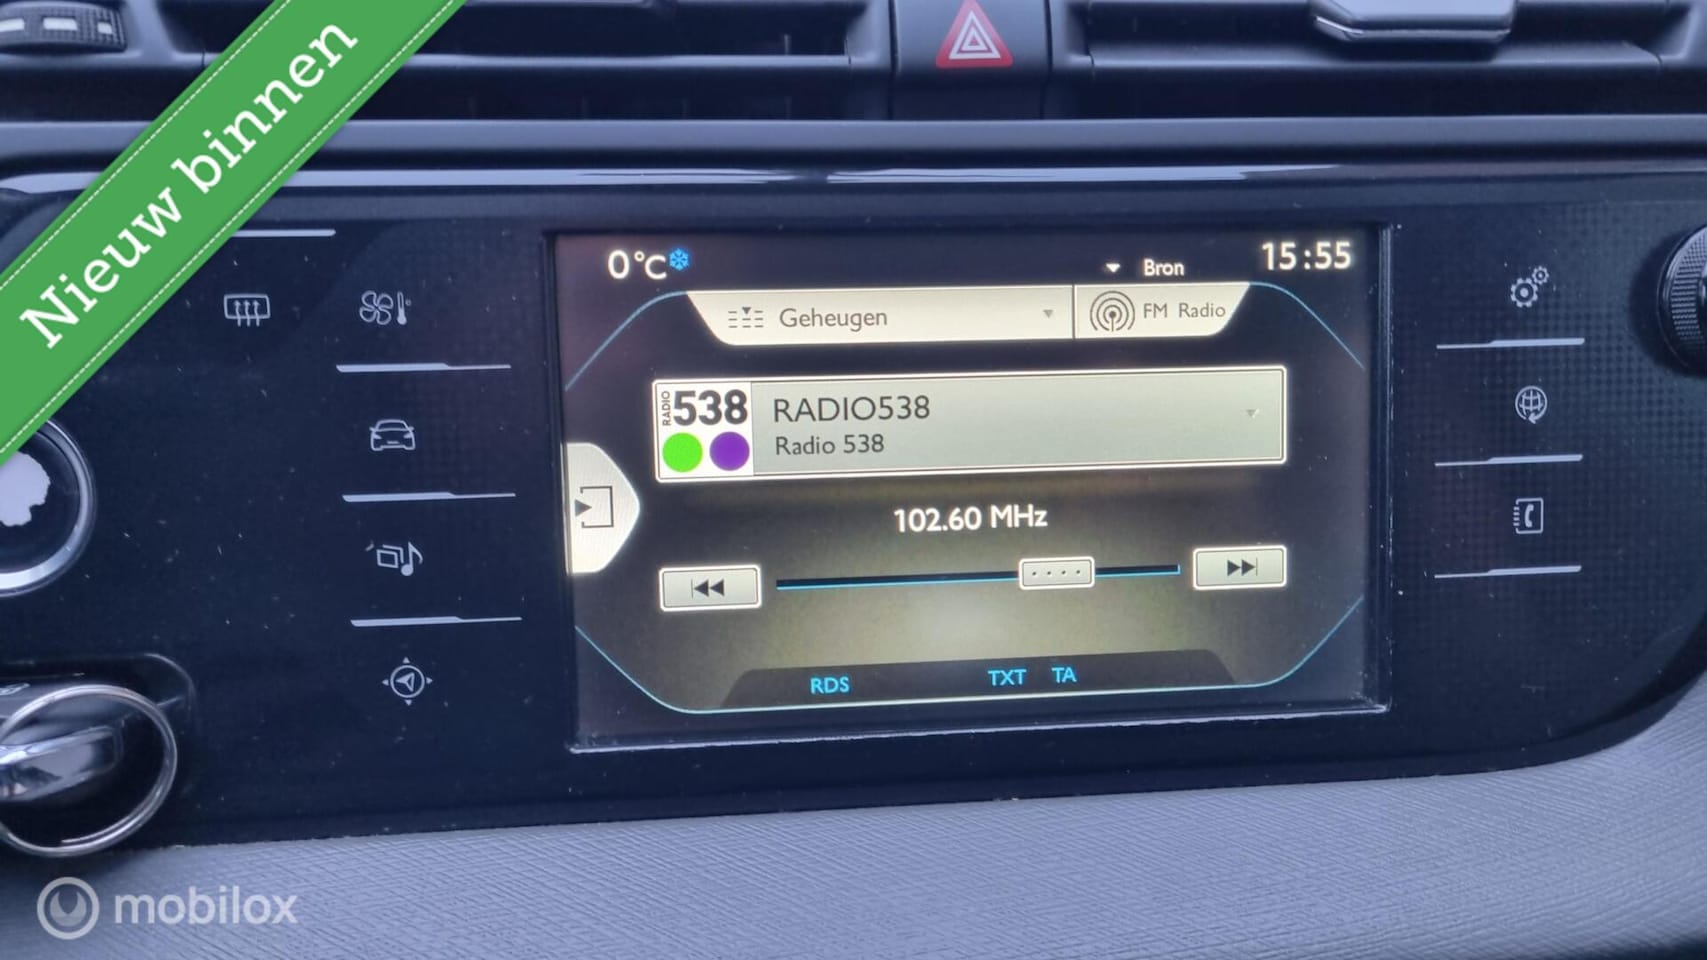 Nieuw binnen
0°C
Bron
15:55
Geheugen
FM Radio
RADIO
538
RADIO538
Radio 538
102.60 MHz
RDS
TXT
TA
mobilox